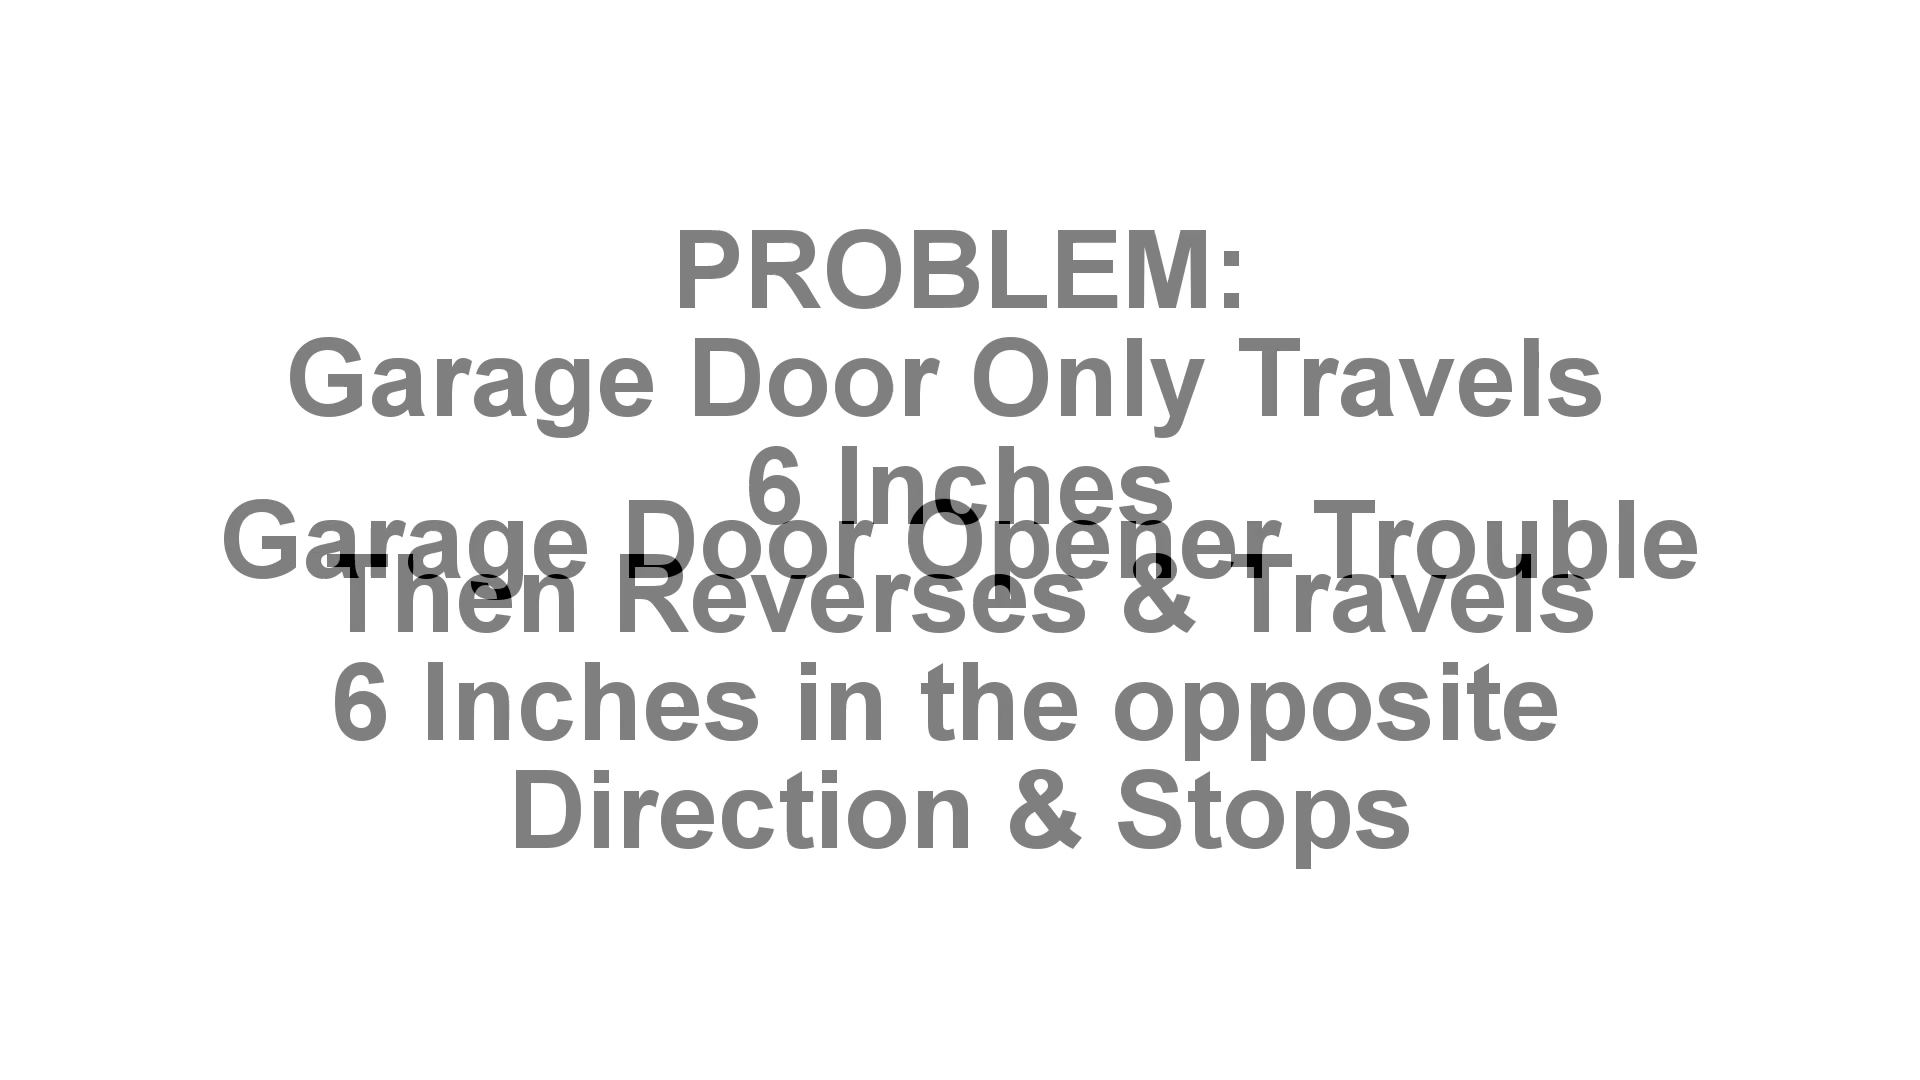 PROBLEM:
Garage Door Only Travels
6 Inches
Garage Door Opener Trouble
Then Reverses & Travels
6 Inches in the opposite
Direction & Stops